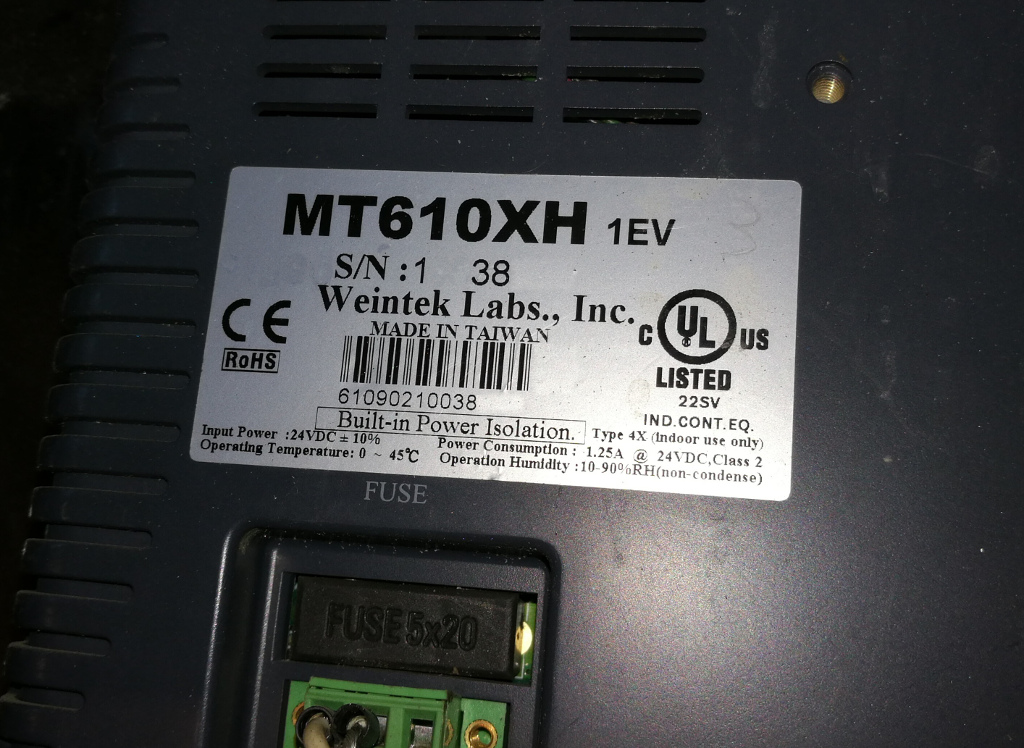 MT610XH 1EV
S/N : 1 38
Weintek Labs., Inc.
MADE IN TAIWAN
CE
RoHS
C UL US
LISTED
22SV
IND.CONT.EQ.
61090210038
Built-in Power Isolation.
Type 4X (indoor use only)
Input Power :24VDC ± 10%
Power Consumption : 1.25A @ 24VDC,Class 2
Operating Temperature: 0 ~ 45℃
Operation Humidity :10-90%RH(non-condense)
FUSE
FUSE 5x20